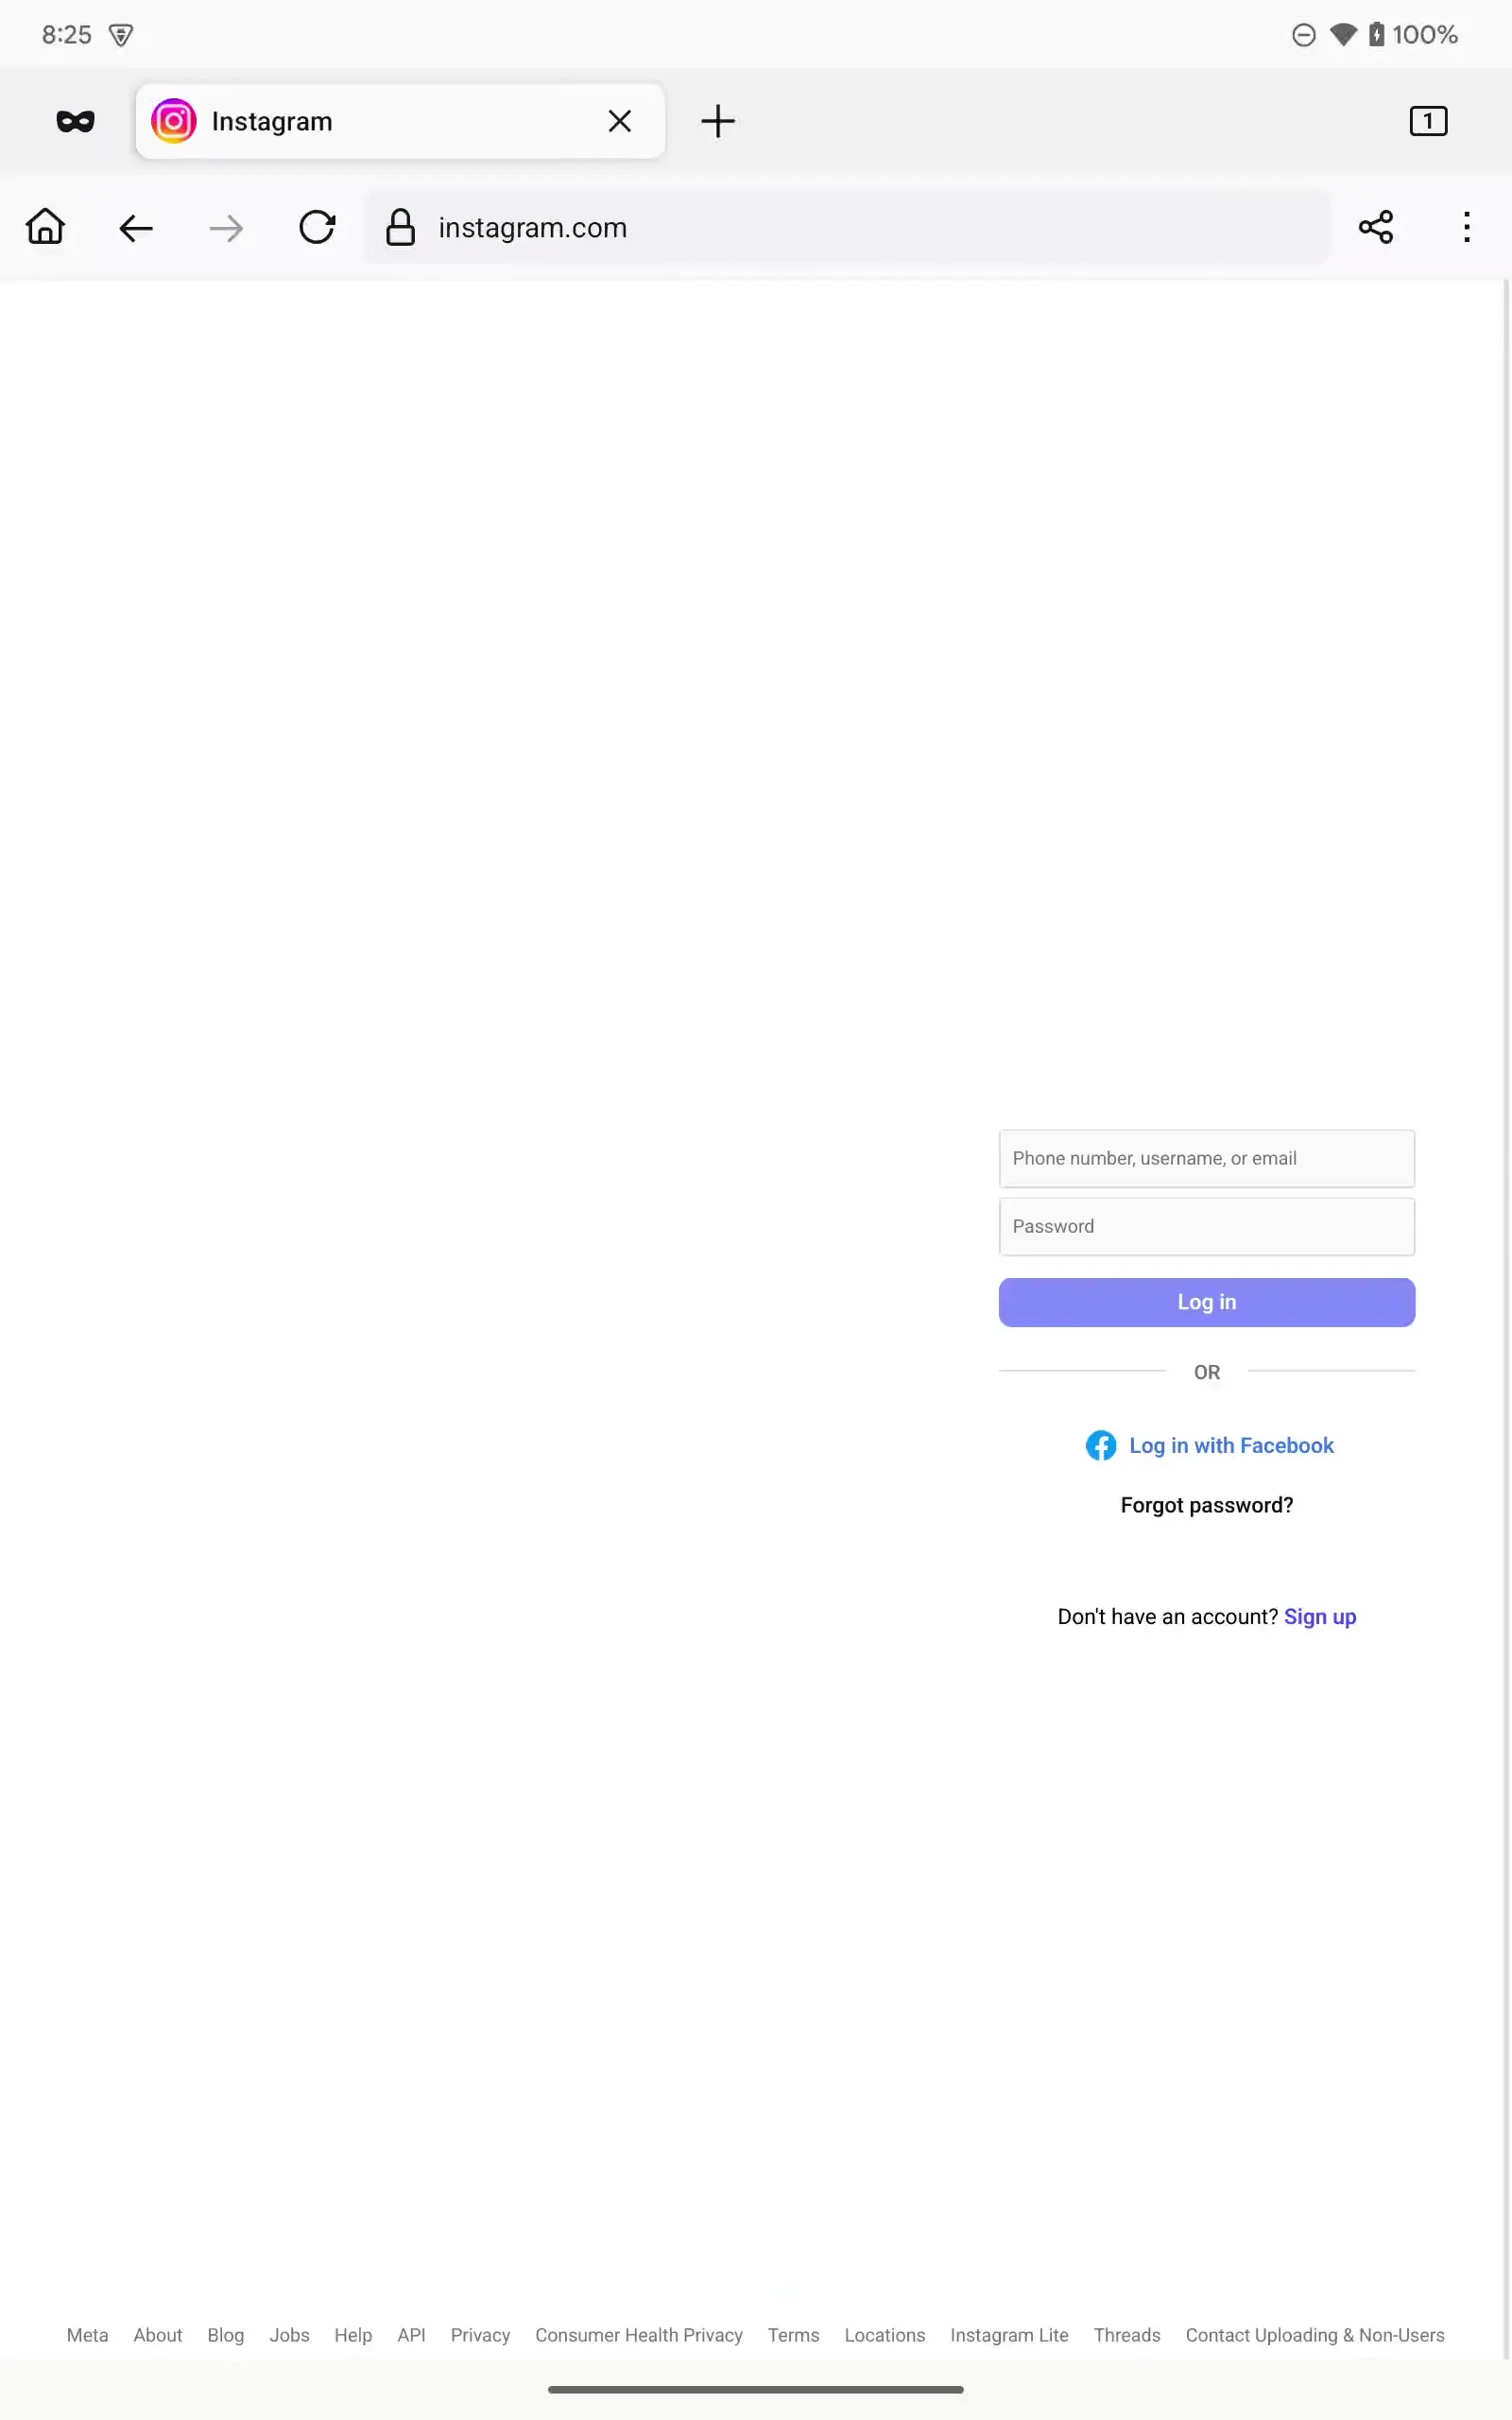 8:25
100%
Instagram
1
instagram.com
Phone number, username, or email
Password
Log in
OR
Log in with Facebook
Forgot password?
Don't have an account? Sign up
Meta About Blog Jobs Help API Privacy Consumer Health Privacy Terms Locations Instagram Lite Threads Contact Uploading & Non-Users